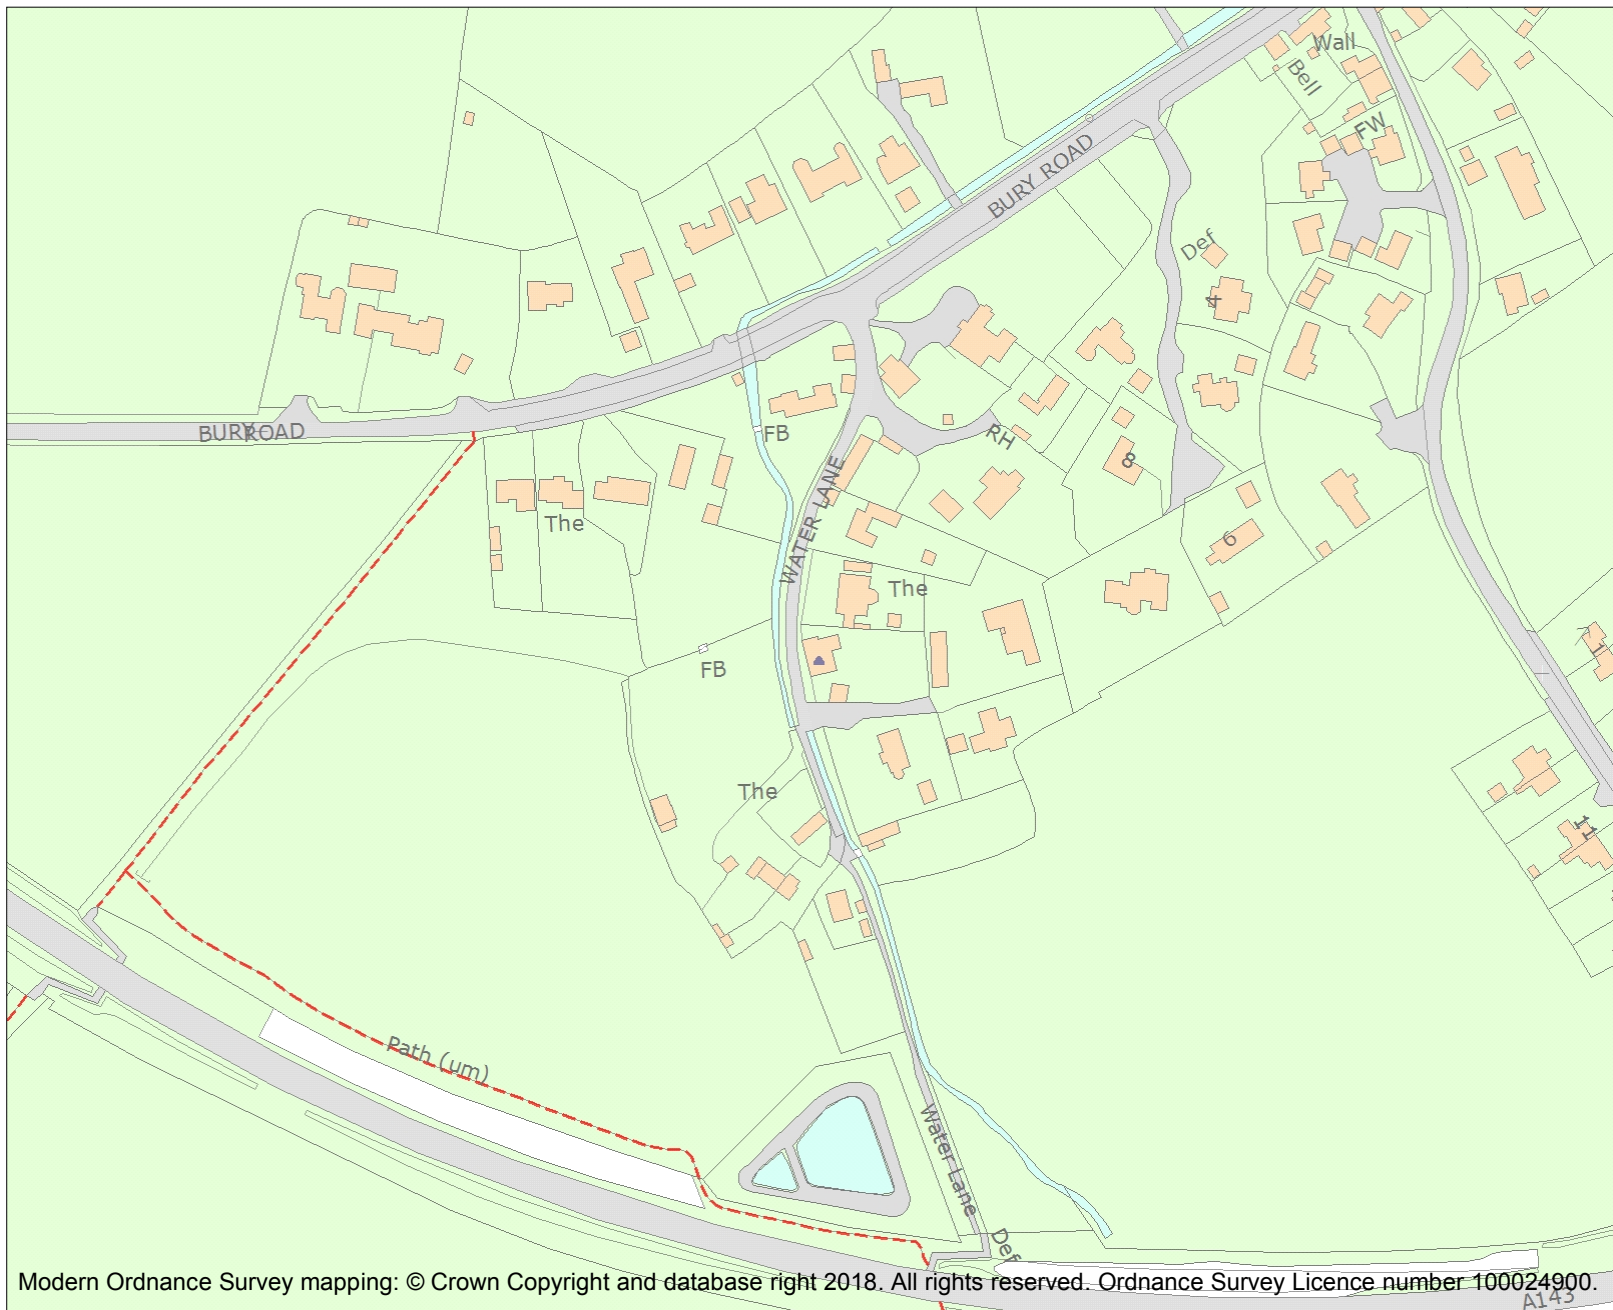 Wall
Bell
FW
BURY ROAD
Def
4
BURY ROAD
FB
RH
8
WATER LANE
The
6
The
FB
1
The
11
Path (um)
Water Lane
Def
Modern Ordnance Survey mapping: © Crown Copyright and database right 2018. All rights reserved. Ordnance Survey Licence number 100024900.
A143